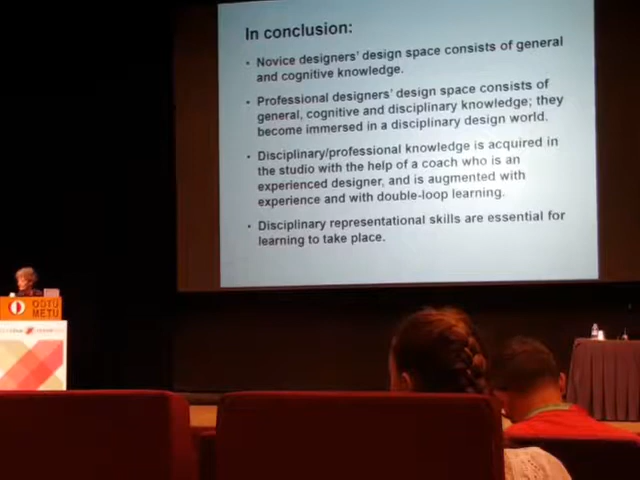 In conclusion:
• Novice designers' design space consists of general
and cognitive knowledge.
• Professional designers' design space consists of
general, cognitive and disciplinary knowledge; they
become immersed in a disciplinary design world.
• Disciplinary/professional knowledge is acquired in
the studio with the help of a coach who is an
experienced designer, and is augmented with
experience and with double-loop learning.
• Disciplinary representational skills are essential for
learning to take place.
ODTÜ
METU